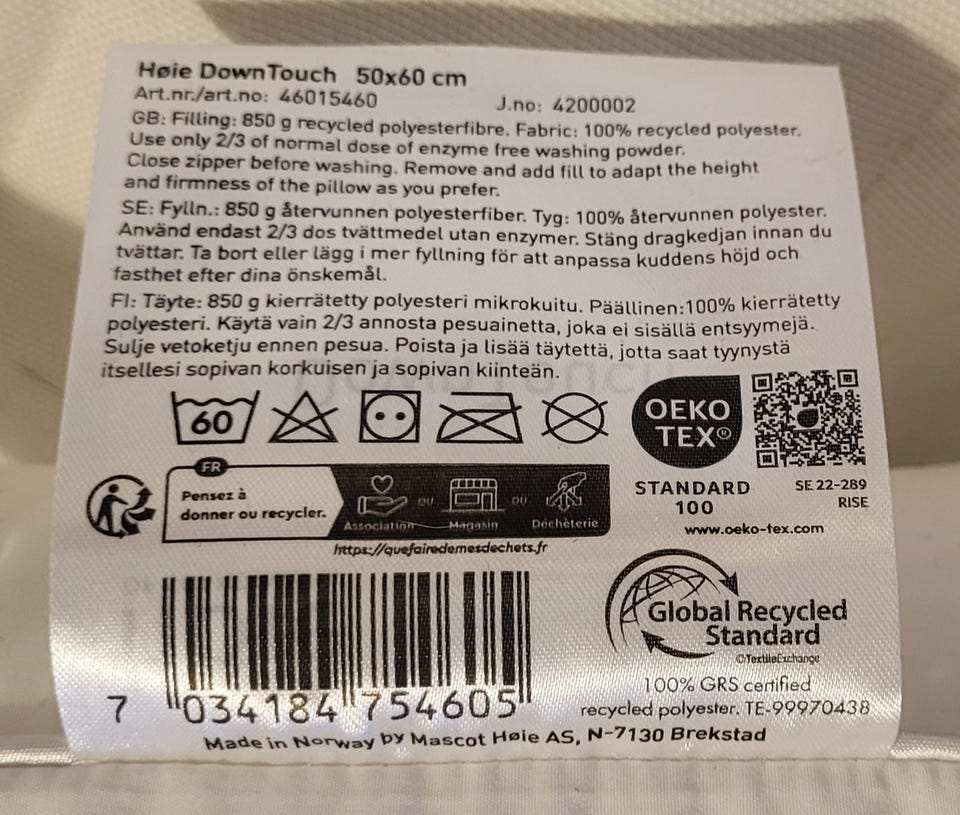 Høie DownTouch 50x60 cm
Art.nr./art.no: 46015460 J.no: 4200002
GB: Filling: 850 g recycled polyesterfibre. Fabric: 100% recycled polyester.
Use only 2/3 of normal dose of enzyme free washing powder.
Close zipper before washing. Remove and add fill to adapt the height
and firmness of the pillow as you prefer.
SE: Fylln.: 850 g återvunnen polyesterfiber. Tyg: 100% återvunnen polyester.
Använd endast 2/3 dos tvättmedel utan enzymer. Stäng dragkedjan innan du
tvättar. Ta bort eller lägg i mer fyllning för att anpassa kuddens höjd och
fasthet efter dina önskemål.
FI: Täyte: 850 g kierrätetty polyesteri mikrokuitu. Päällinen:100% kierrätetty
polyesteri. Käytä vain 2/3 annosta pesuainetta, joka ei sisällä entsyymejä.
Sulje vetoketju ennen pesua. Poista ja lisää täytettä, jotta saat tyynystä
itsellesi sopivan korkuisen ja sopivan kiinteän.
60
OEKO
TEX®
STANDARD
100
SE 22-289
RISE
www.oeko-tex.com
FR
Pensez à
donner ou recycler.
Association OU Magasin OU Déchèterie
https://quefairedemesdechets.fr
Global Recycled
Standard
©TextileExchange
100% GRS certified
recycled polyester. TE-99970438
7 034184 754605
Made in Norway by Mascot Høie AS, N-7130 Brekstad